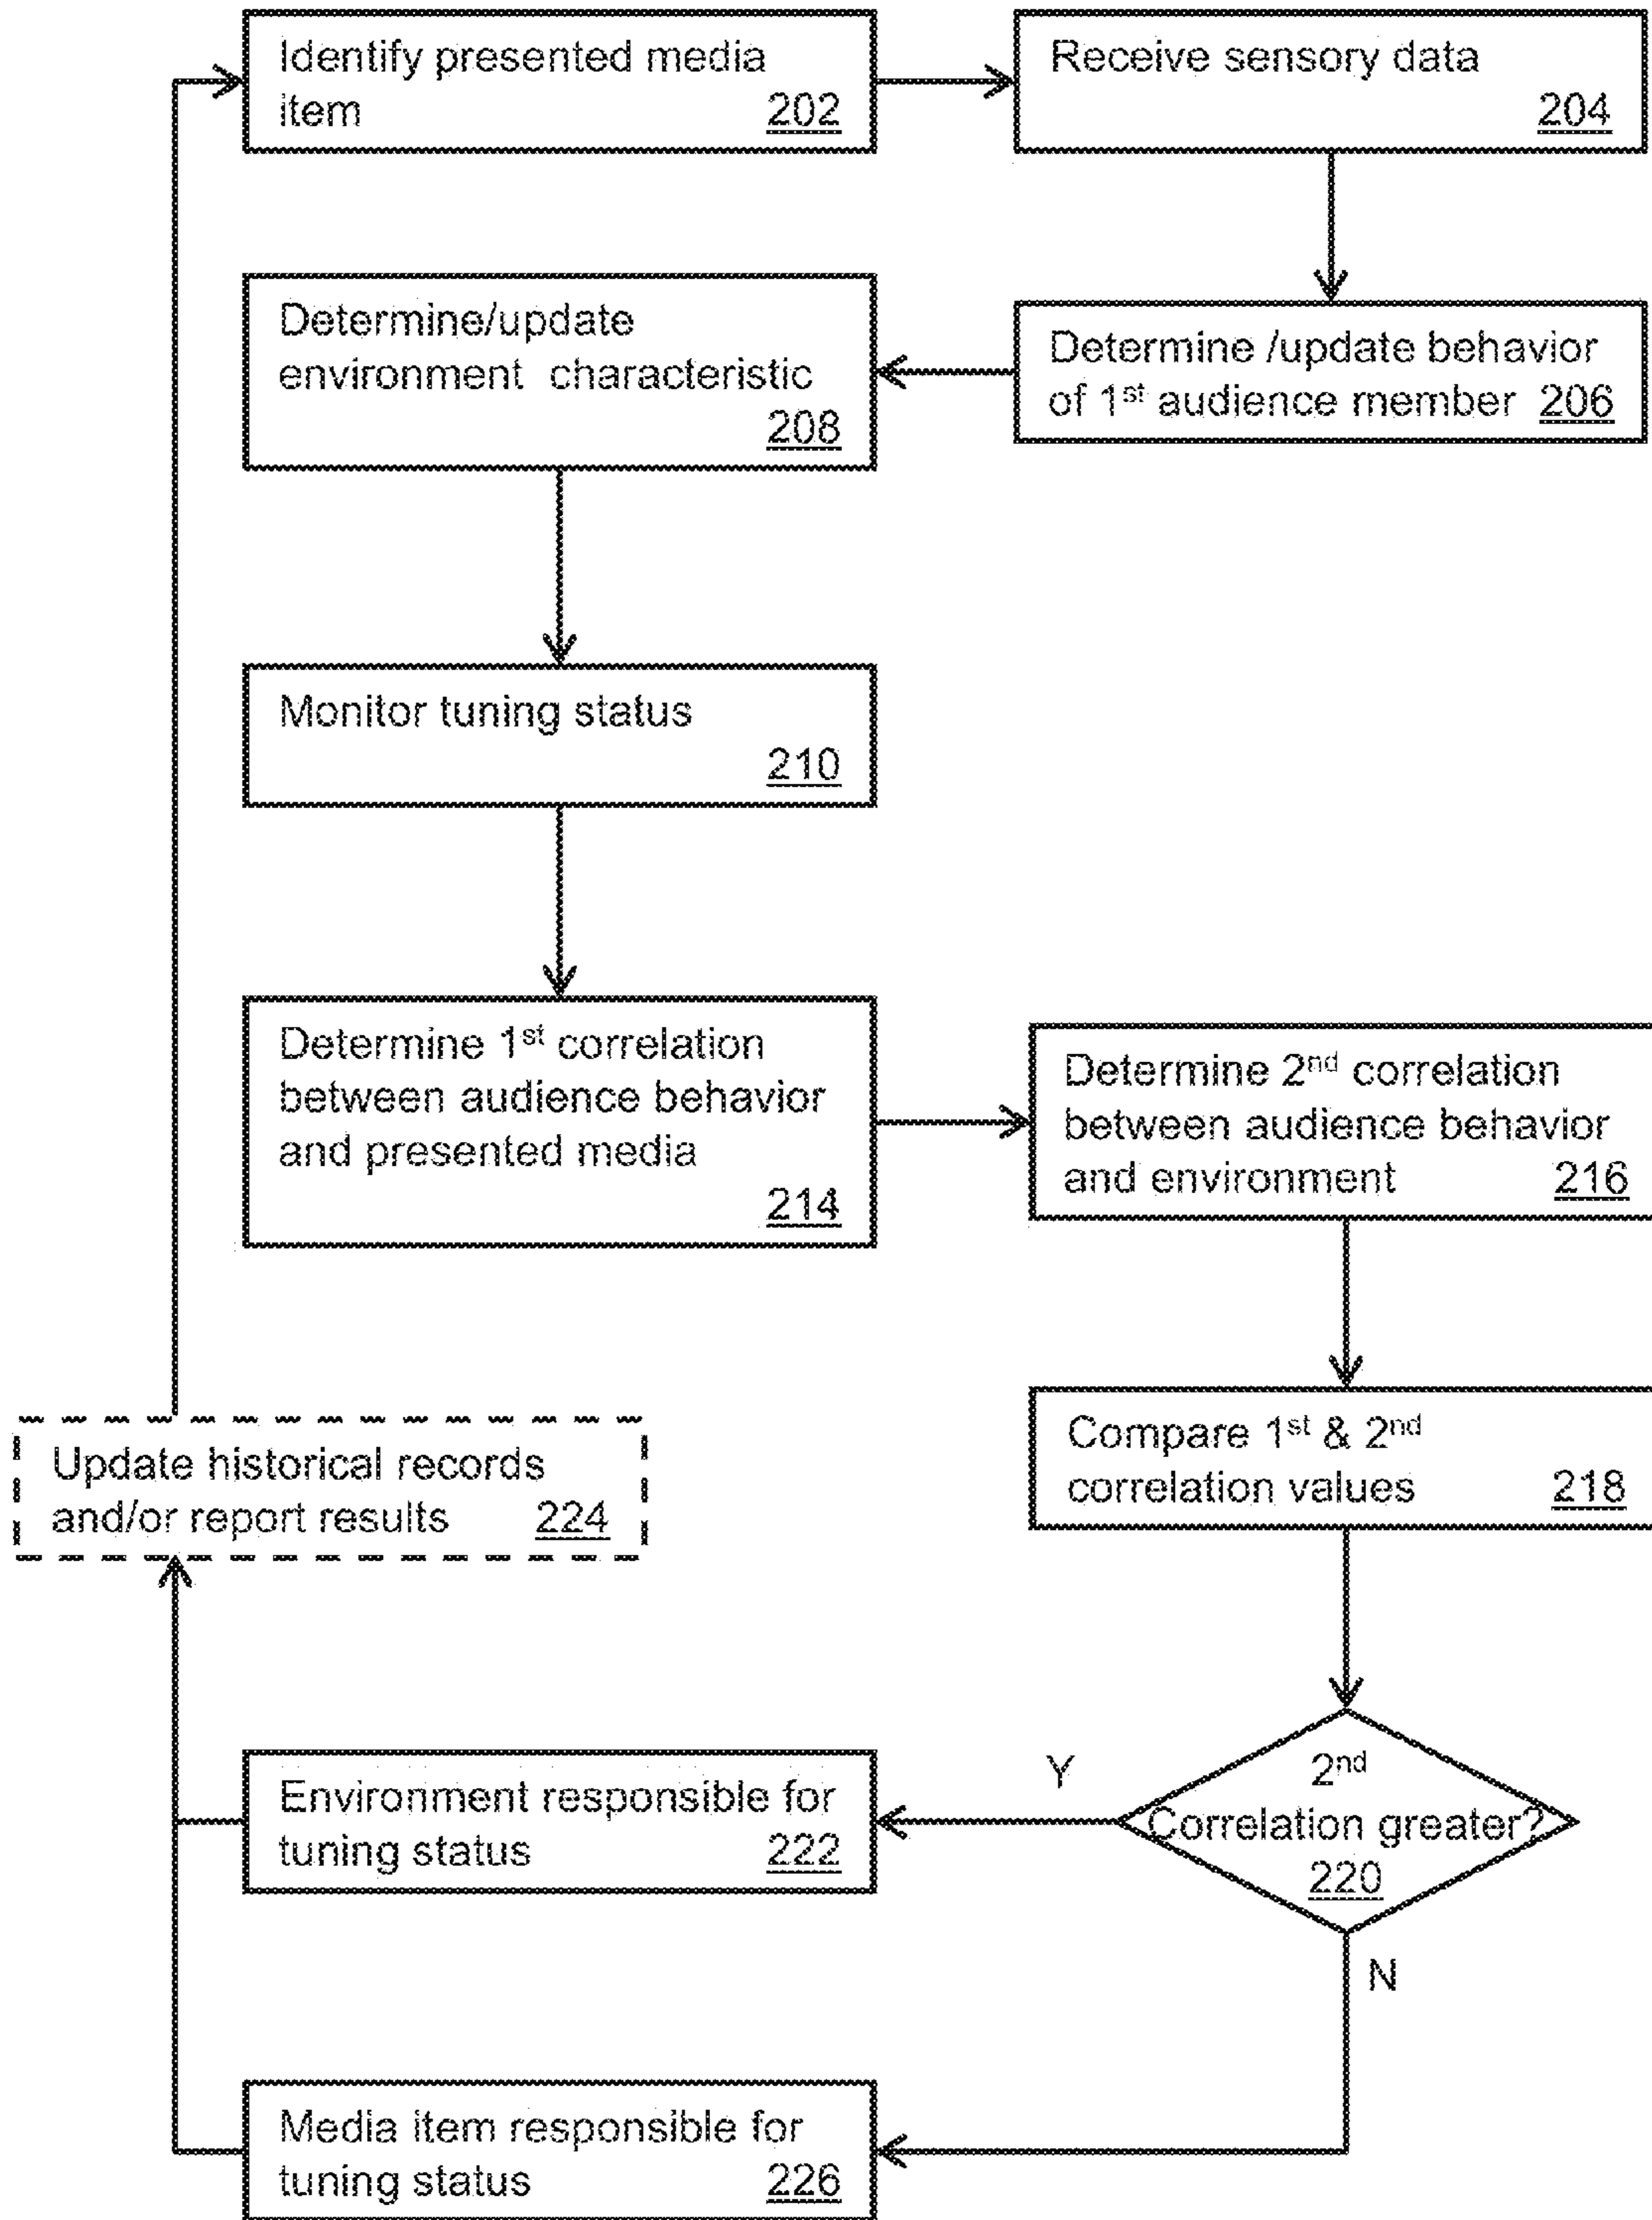 Identify presented media
item 202
Receive sensory data
204
Determine /update behavior
of 1st audience member 206
Determine/update
environment characteristic
208
Monitor tuning status
210
Determine 1st correlation
between audience behavior
and presented media
214
Determine 2nd correlation
between audience behavior
and environment 216
Compare 1st & 2nd
correlation values 218
2nd
Correlation greater?
220
Y
N
Environment responsible for
tuning status 222
Media item responsible for
tuning status 226
Update historical records
and/or report results 224